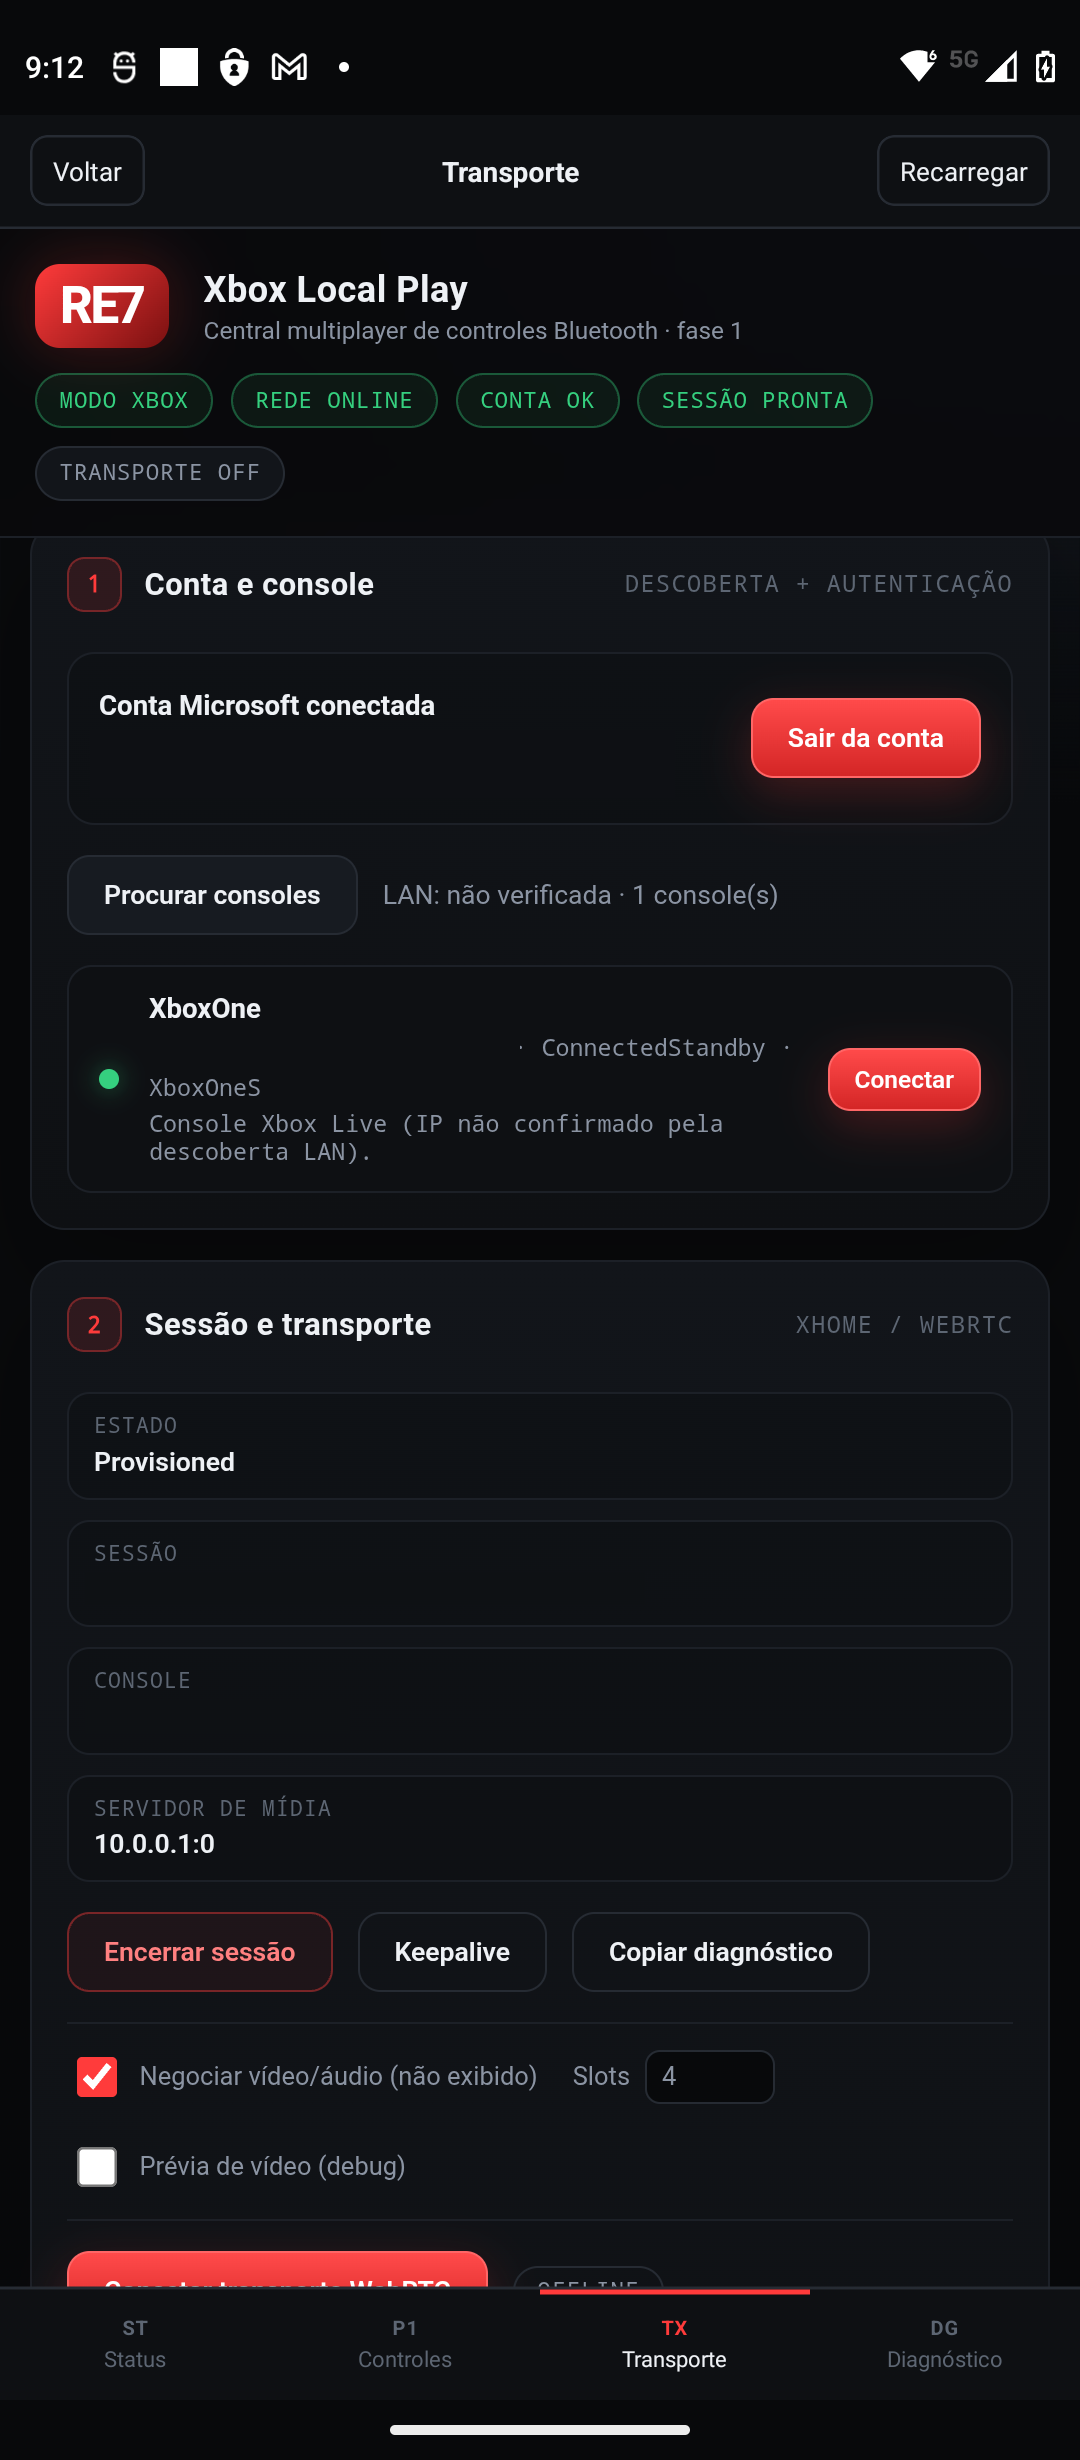 9:12
5G
Voltar
Transporte
Recarregar
RE7
Xbox Local Play
Central multiplayer de controles Bluetooth · fase 1
MODO XBOX
REDE ONLINE
CONTA OK
SESSÃO PRONTA
TRANSPORTE OFF
1
Conta e console
DESCOBERTA + AUTENTICAÇÃO
Conta Microsoft conectada
Sair da conta
Procurar consoles
LAN: não verificada · 1 console(s)
XboxOne
· ConnectedStandby ·
XboxOneS
Console Xbox Live (IP não confirmado pela
descoberta LAN).
Conectar
2
Sessão e transporte
XHOME / WEBRTC
ESTADO
Provisioned
SESSÃO
CONSOLE
SERVIDOR DE MÍDIA
10.0.0.1:0
Encerrar sessão
Keepalive
Copiar diagnóstico
Negociar vídeo/áudio (não exibido)
Slots
4
Prévia de vídeo (debug)
Conectar transporte WebRTC
OFFLINE
ST
Status
P1
Controles
TX
Transporte
DG
Diagnóstico